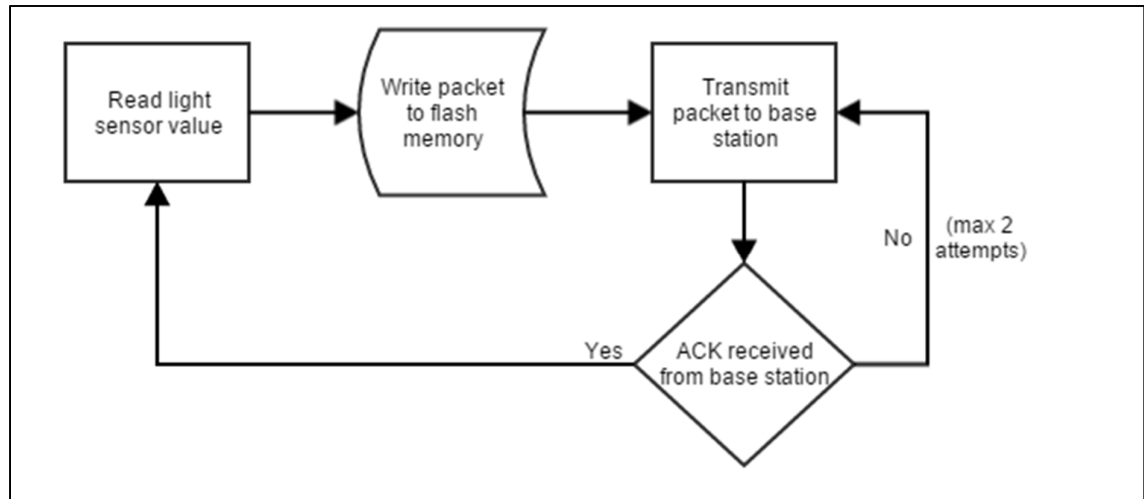 Read light
sensor value
Write packet
to flash
memory
Transmit
packet to base
station
No
(max 2
attempts)
Yes
ACK received
from base station